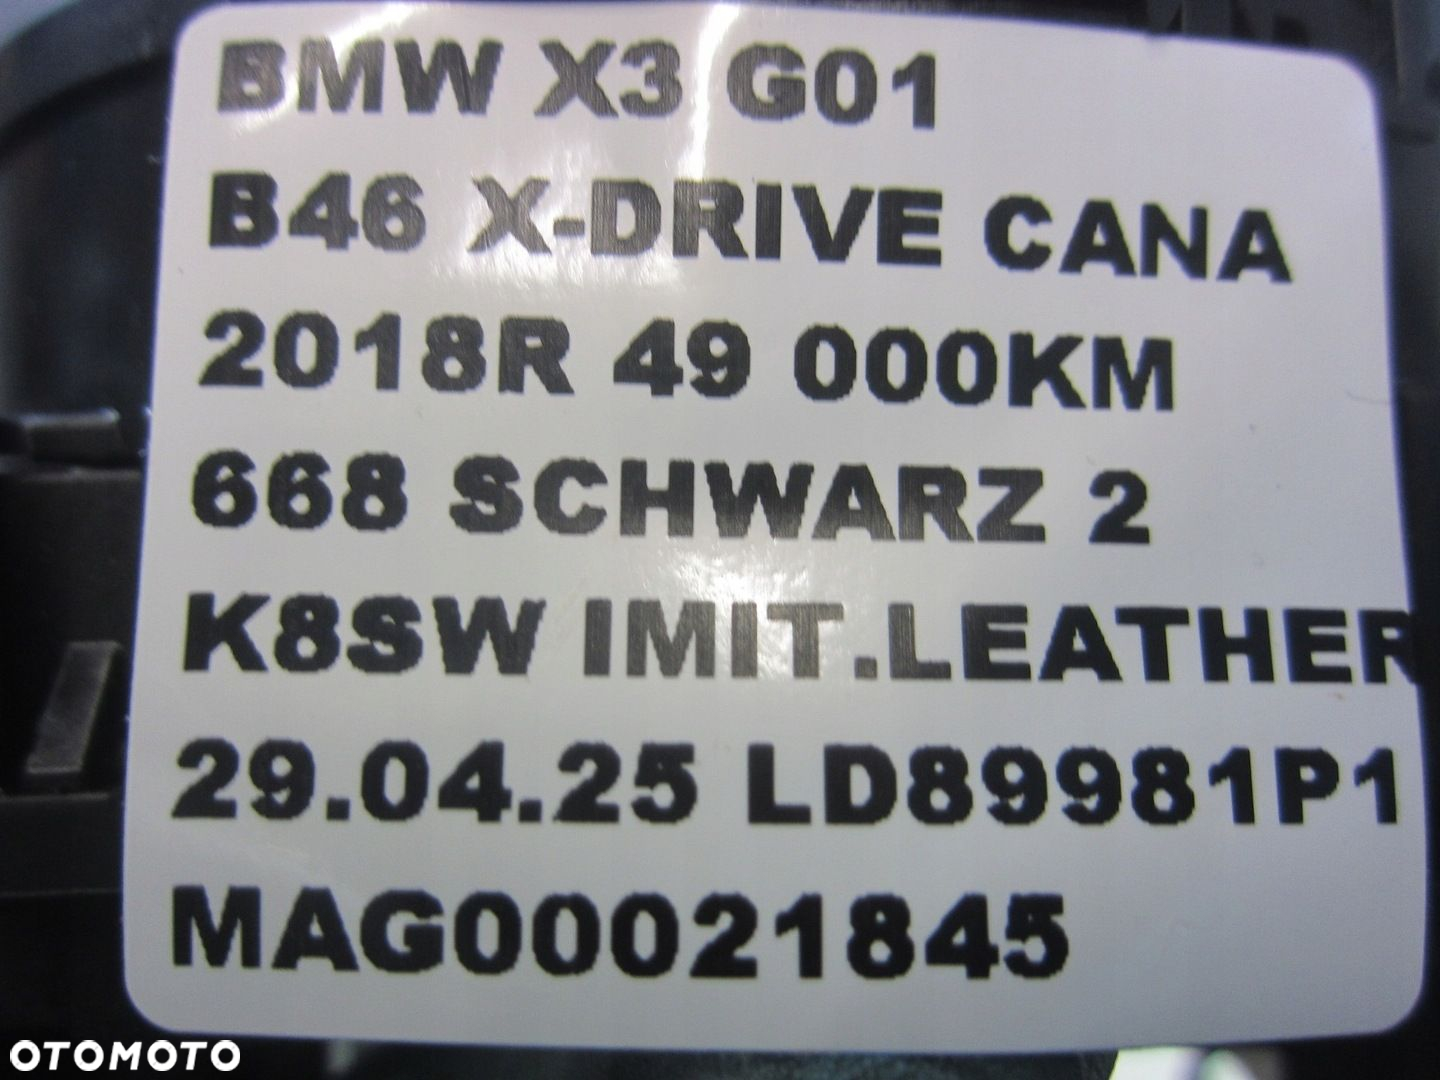 BMW X3 G01
B46 X-DRIVE CANA
2018R 49 000KM
668 SCHWARZ 2
K8SW IMIT.LEATHER
29.04.25 LD89981P1
MAG00021845
OTOMOTO